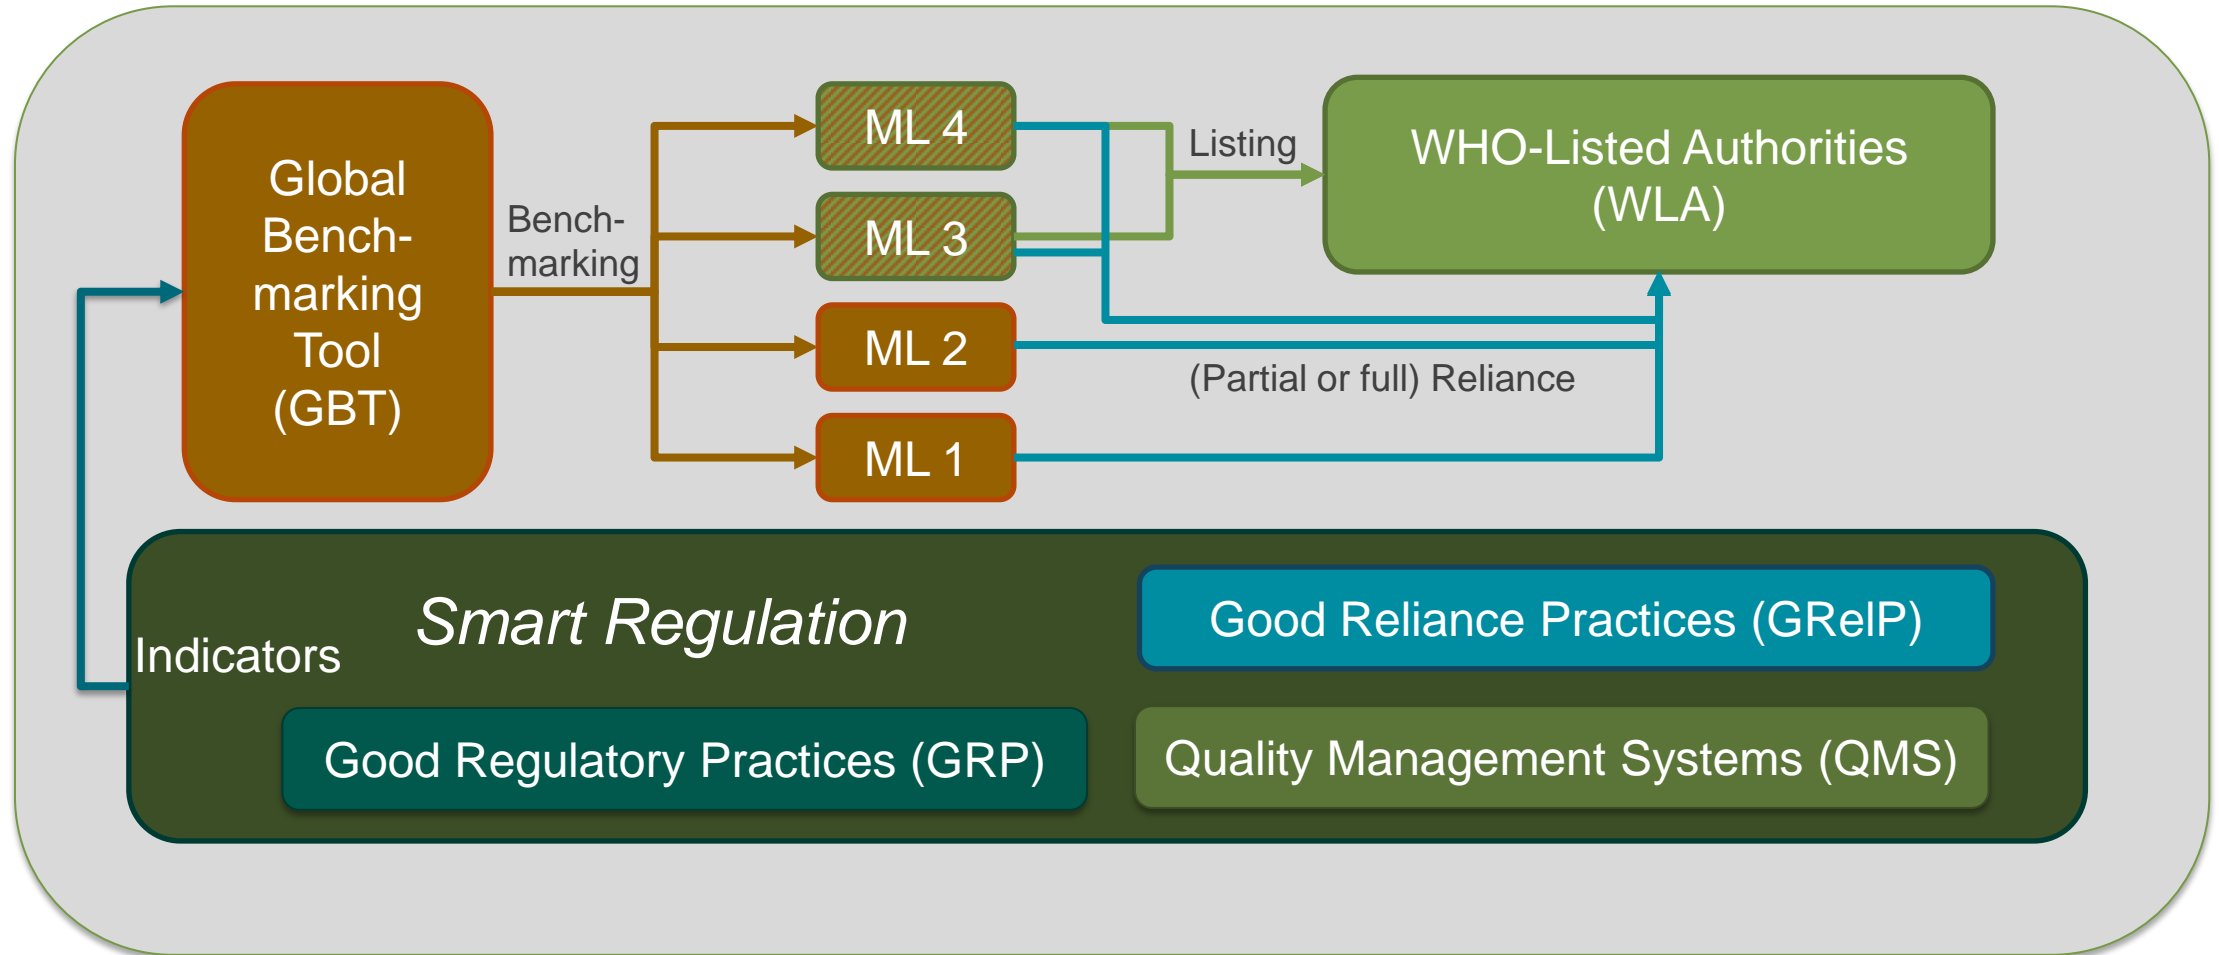 Global
Bench-
marking
Tool
(GBT)
Bench-
marking
ML 4
ML 3
ML 2
ML 1
Listing
WHO-Listed Authorities
(WLA)
(Partial or full) Reliance
Indicators
Smart Regulation
Good Reliance Practices (GRelP)
Good Regulatory Practices (GRP)
Quality Management Systems (QMS)